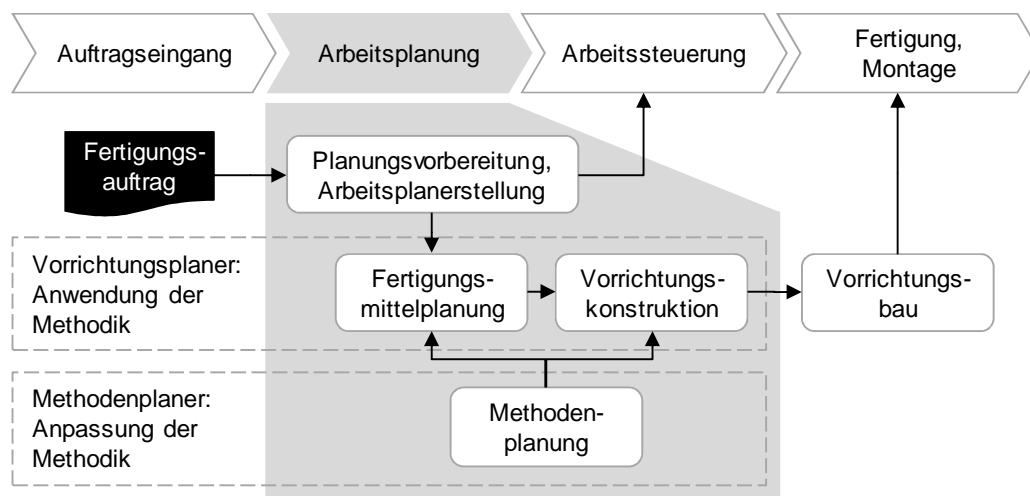 Auftragseingang
Arbeitsplanung
Arbeitssteuerung
Fertigung,
Montage
Fertigungs-
auftrag
Planungsvorbereitung,
Arbeitsplanerstellung
Vorrichtungsplaner:
Anwendung der
Methodik
Fertigungs-
mittelplanung
Vorrichtungs-
konstruktion
Vorrichtungs-
bau
Methodenplaner:
Anpassung der
Methodik
Methoden-
planung